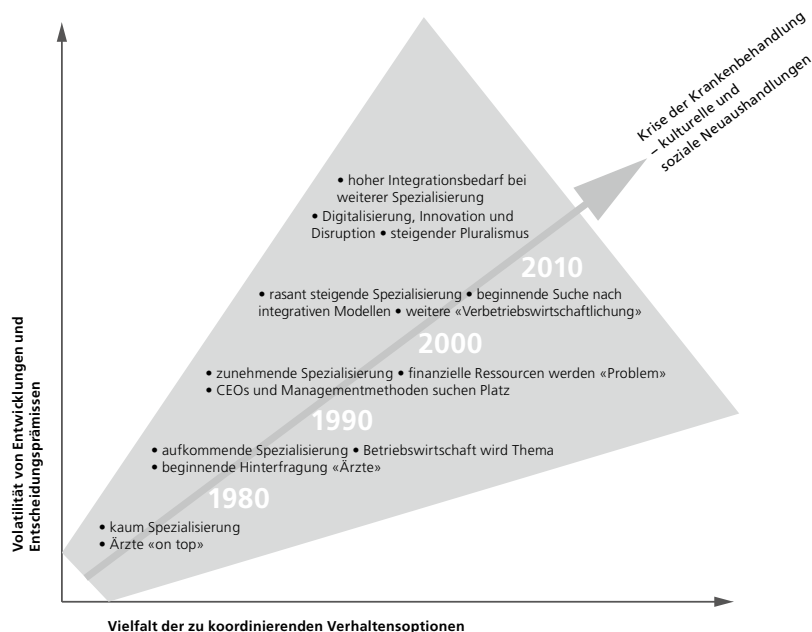 Krise der Krankenbehandlung
– kulturelle und
soziale Neuaushandlungen
• hoher Integrationsbedarf bei
weiterer Spezialisierung
• Digitalisierung, Innovation und
Disruption • steigender Pluralismus
2010
• rasant steigende Spezialisierung • beginnende Suche nach
integrativen Modellen • weitere «Verbetriebswirtschaftlichung»
2000
• zunehmende Spezialisierung • finanzielle Ressourcen werden «Problem»
• CEOs und Managementmethoden suchen Platz
1990
• aufkommende Spezialisierung • Betriebswirtschaft wird Thema
• beginnende Hinterfragung «Ärzte»
1980
• kaum Spezialisierung
• Ärzte «on top»
Volatilität von Entwicklungen und
Entscheidungsprämissen
Vielfalt der zu koordinierenden Verhaltensoptionen